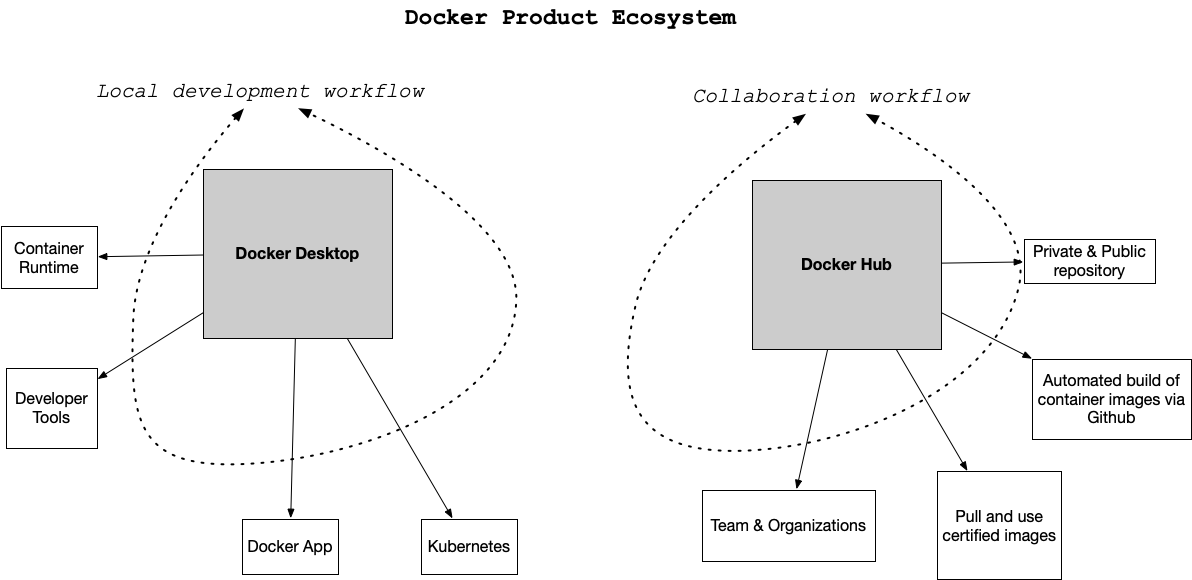 Docker Product Ecosystem
Local development workflow
Collaboration workflow
Docker Desktop
Container
Runtime
Developer
Tools
Docker App
Kubernetes
Docker Hub
Private & Public
repository
Automated build of
container images via
Github
Team & Organizations
Pull and use
certified images